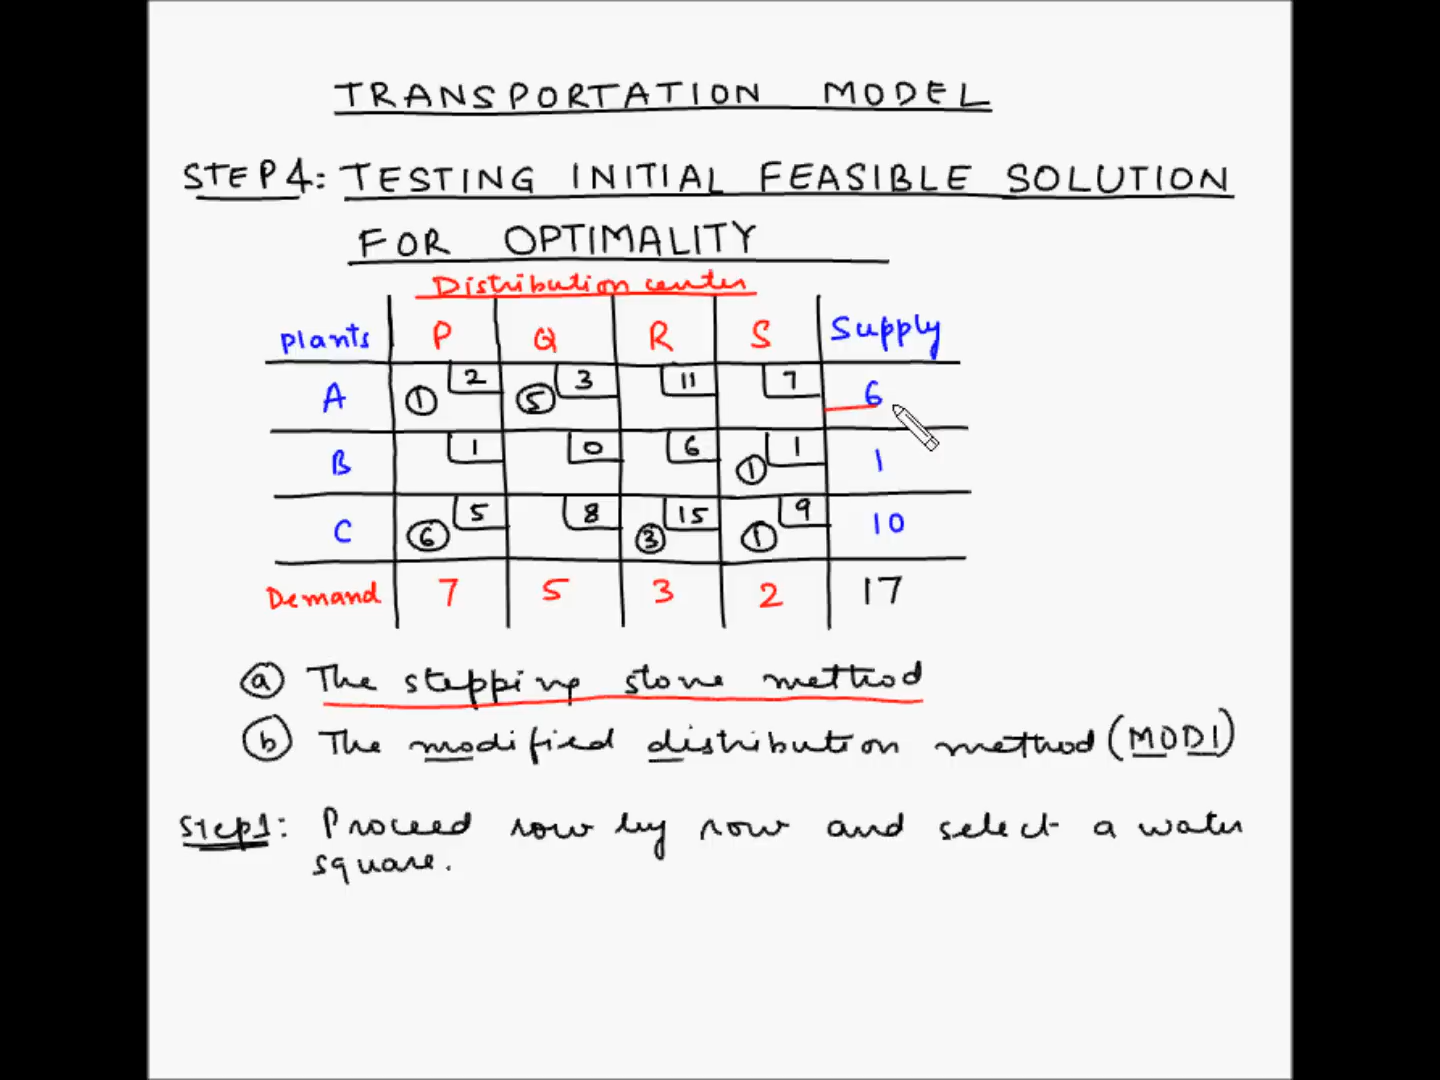 TRANSPORTATION MODEL
STEP 4: TESTING INITIAL FEASIBLE SOLUTION
FOR OPTIMALITY
Distribution center
Plants P Q R S Supply
A 1 2 5 3 11 7 6
B 1 0 6 1 1 1
C 6 5 8 3 15 1 9 10
Demand 7 5 3 2 17
a The stepping stone method
b The modified distribution method (MODI)
Step1: Proceed row by row and select a water
square.